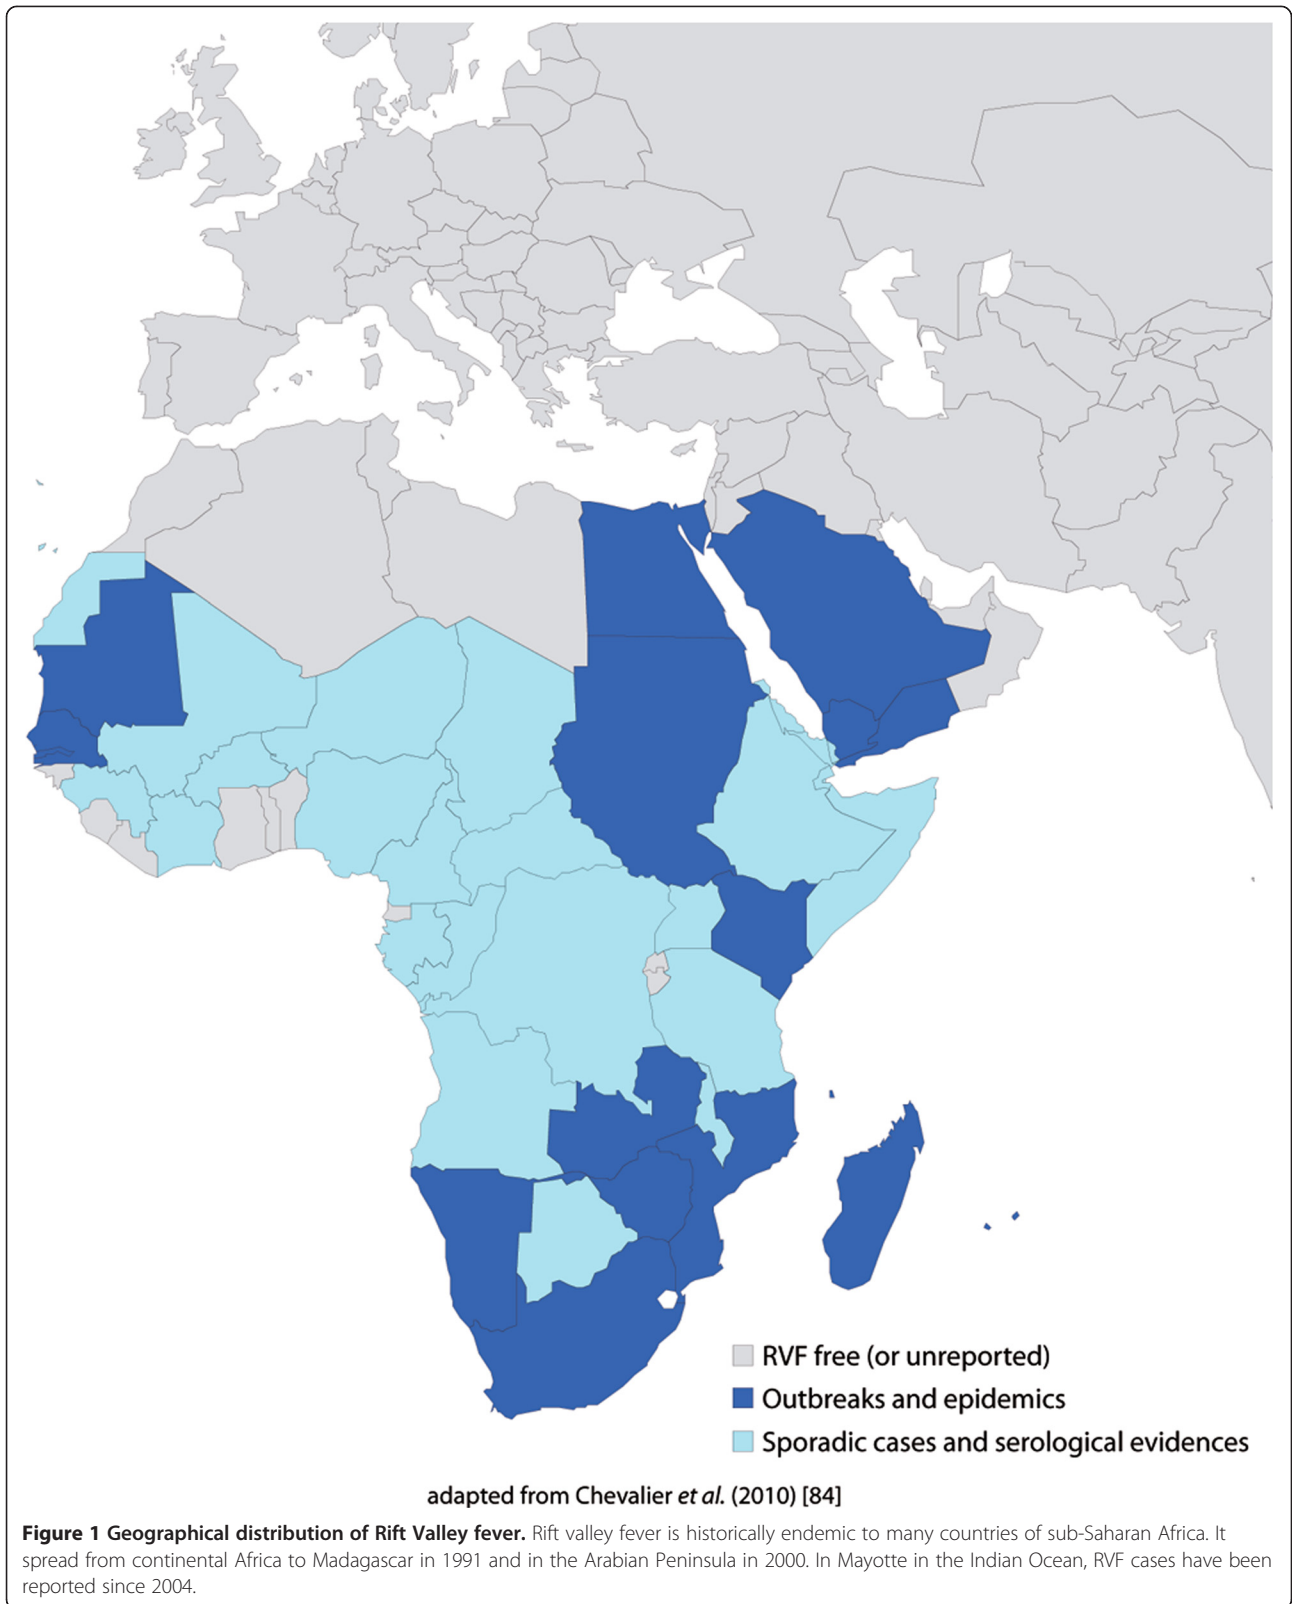 RVF free (or unreported)
Outbreaks and epidemics
Sporadic cases and serological evidences
adapted from Chevalier et al. (2010) [84]
Figure 1 Geographical distribution of Rift Valley fever. Rift valley fever is historically endemic to many countries of sub-Saharan Africa. It
spread from continental Africa to Madagascar in 1991 and in the Arabian Peninsula in 2000. In Mayotte in the Indian Ocean, RVF cases have been
reported since 2004.